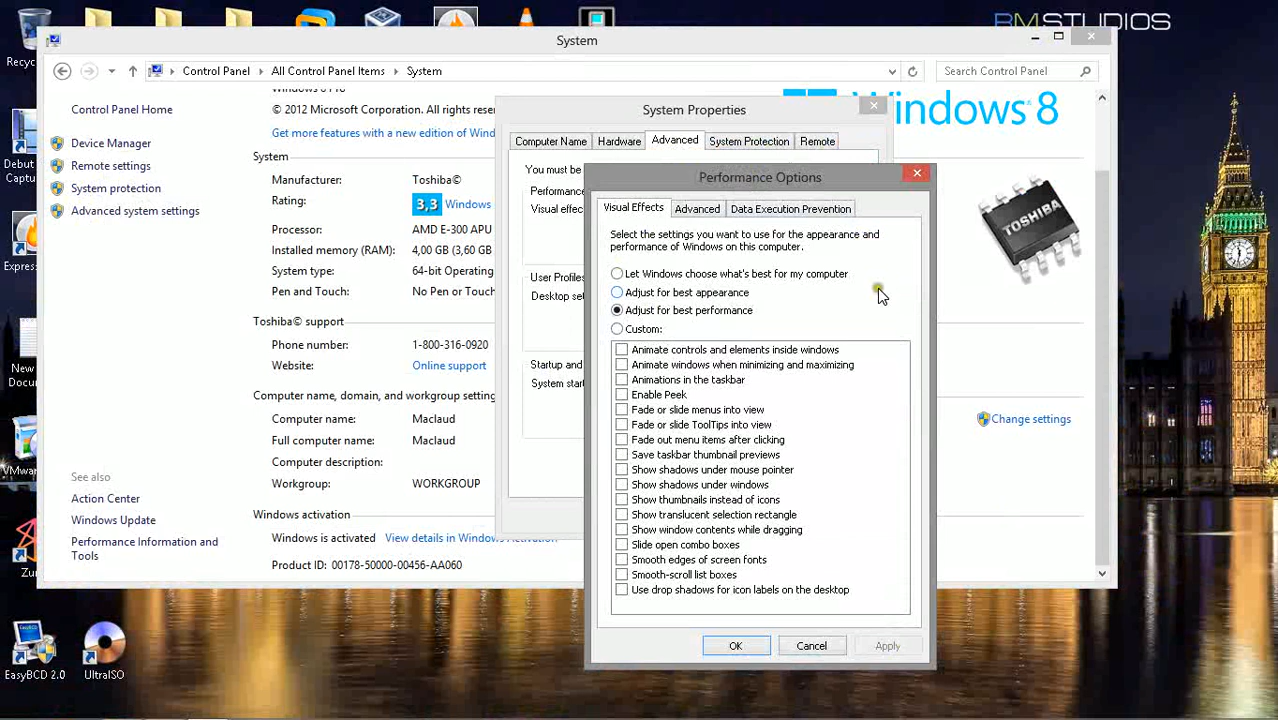 RMSTUDIOS
System
Control Panel
All Control Panel Items
System
Search Control Panel
Control Panel Home
Device Manager
Remote settings
System protection
Advanced system settings
See also
Action Center
Windows Update
Performance Information and
Tools
© 2012 Microsoft Corporation. All rights
Get more features with a new edition of Wind
Windows 8
System
Manufacturer: Toshiba©
Rating: 3,3 Windows
Processor: AMD E-300 APU
Installed memory (RAM): 4,00 GB (3,60 GB
System type: 64-bit Operating
Pen and Touch: No Pen or Touch
TOSHIBA
Toshiba© support
Phone number: 1-800-316-0920
Website: Online support
Computer name, domain, and workgroup setting
Computer name: Maclaud
Full computer name: Maclaud
Computer description:
Workgroup: WORKGROUP
Change settings
Windows activation
Windows is activated View details in Windows Activation
Product ID: 00178-50000-00456-AA060
System Properties
Computer Name
Hardware
Advanced
System Protection
Remote
You must be
Performance
Visual effec
User Profiles
Desktop set
Startup and
System start
Performance Options
Visual Effects
Advanced
Data Execution Prevention
Select the settings you want to use for the appearance and
performance of Windows on this computer.
Let Windows choose what's best for my computer
Adjust for best appearance
Adjust for best performance
Custom:
Animate controls and elements inside windows
Animate windows when minimizing and maximizing
Animations in the taskbar
Enable Peek
Fade or slide menus into view
Fade or slide ToolTips into view
Fade out menu items after clicking
Save taskbar thumbnail previews
Show shadows under mouse pointer
Show shadows under windows
Show thumbnails instead of icons
Show translucent selection rectangle
Show window contents while dragging
Slide open combo boxes
Smooth edges of screen fonts
Smooth-scroll list boxes
Use drop shadows for icon labels on the desktop
OK
Cancel
Apply
Recyc
Debut
Captu
Expres
New
Docu
VMwar
Zu
EasyBCD 2.0
UltraISO